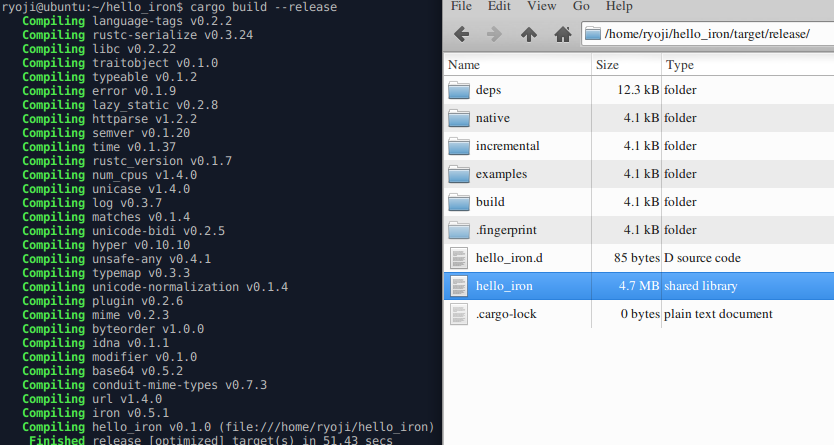 ryoji@ubuntu:~/hello_iron$ cargo build --release
Compiling language-tags v0.2.2
Compiling rustc-serialize v0.3.24
Compiling libc v0.2.22
Compiling traitobject v0.1.0
Compiling typeable v0.1.2
Compiling error v0.1.9
Compiling lazy_static v0.2.8
Compiling httparse v1.2.2
Compiling semver v0.1.20
Compiling time v0.1.37
Compiling rustc_version v0.1.7
Compiling num_cpus v1.4.0
Compiling unicase v1.4.0
Compiling log v0.3.7
Compiling matches v0.1.4
Compiling unicode-bidi v0.2.5
Compiling hyper v0.10.10
Compiling unsafe-any v0.4.1
Compiling typemap v0.3.3
Compiling unicode-normalization v0.1.4
Compiling plugin v0.2.6
Compiling mime v0.2.3
Compiling byteorder v1.0.0
Compiling idna v0.1.1
Compiling modifier v0.1.0
Compiling base64 v0.5.2
Compiling conduit-mime-types v0.7.3
Compiling url v1.4.0
Compiling iron v0.5.1
Compiling hello_iron v0.1.0 (file:///home/ryoji/hello_iron)
Finished release [optimized] target(s) in 51.43 secs
File Edit View Go Help
/home/ryoji/hello_iron/target/release/
Name Size Type
deps 12.3 kB folder
native 4.1 kB folder
incremental 4.1 kB folder
examples 4.1 kB folder
build 4.1 kB folder
.fingerprint 4.1 kB folder
hello_iron.d 85 bytes D source code
hello_iron 4.7 MB shared library
.cargo-lock 0 bytes plain text document